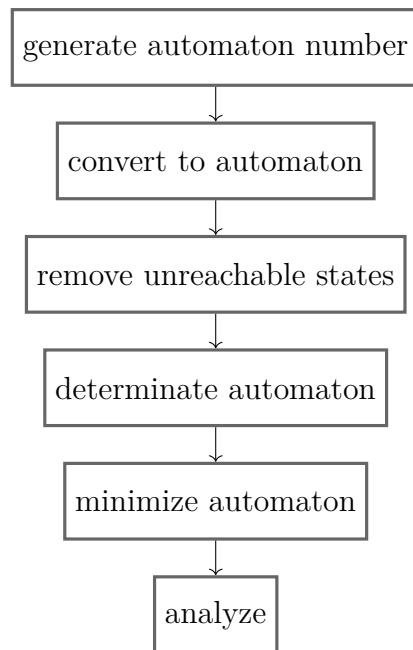 generate automaton number
convert to automaton
remove unreachable states
determinate automaton
minimize automaton
analyze